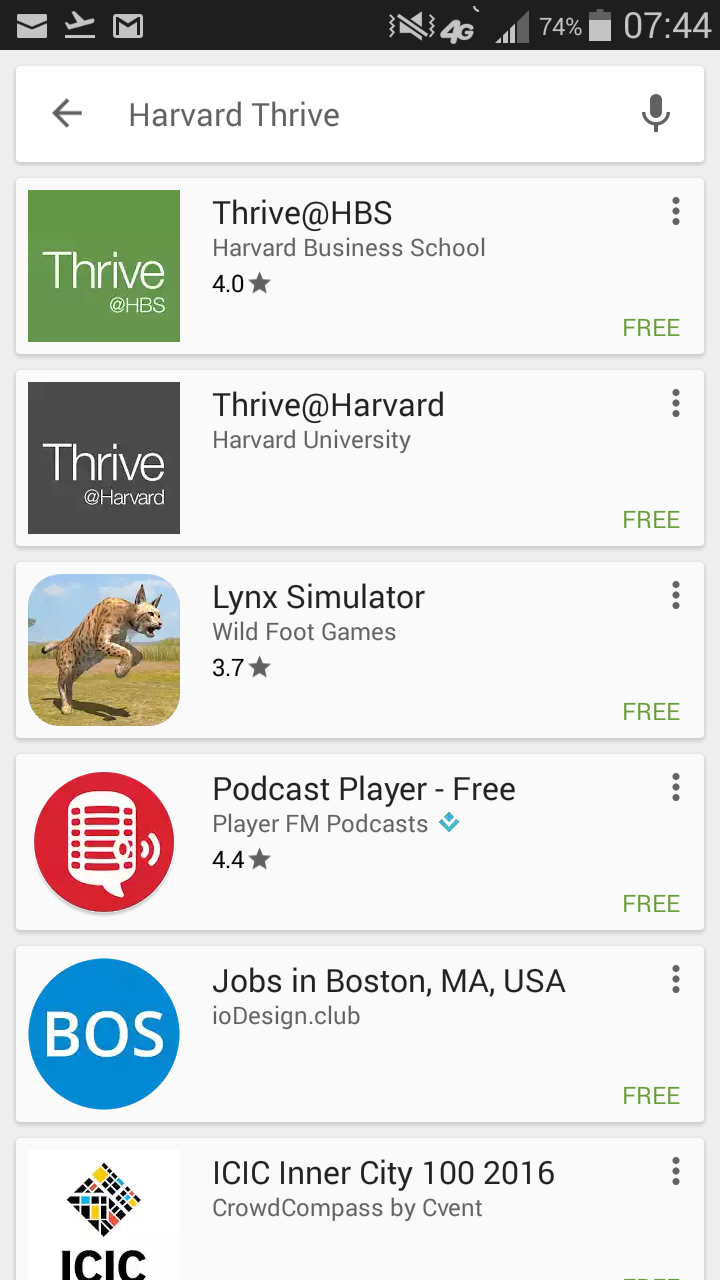 4G 74% 07:44
Harvard Thrive
Thrive
@HBS
Thrive@HBS
Harvard Business School
4.0
FREE
Thrive
@Harvard
Thrive@Harvard
Harvard University
FREE
Lynx Simulator
Wild Foot Games
3.7
FREE
Podcast Player - Free
Player FM Podcasts
4.4
FREE
BOS
Jobs in Boston, MA, USA
ioDesign.club
FREE
ICIC
ICIC Inner City 100 2016
CrowdCompass by Cvent